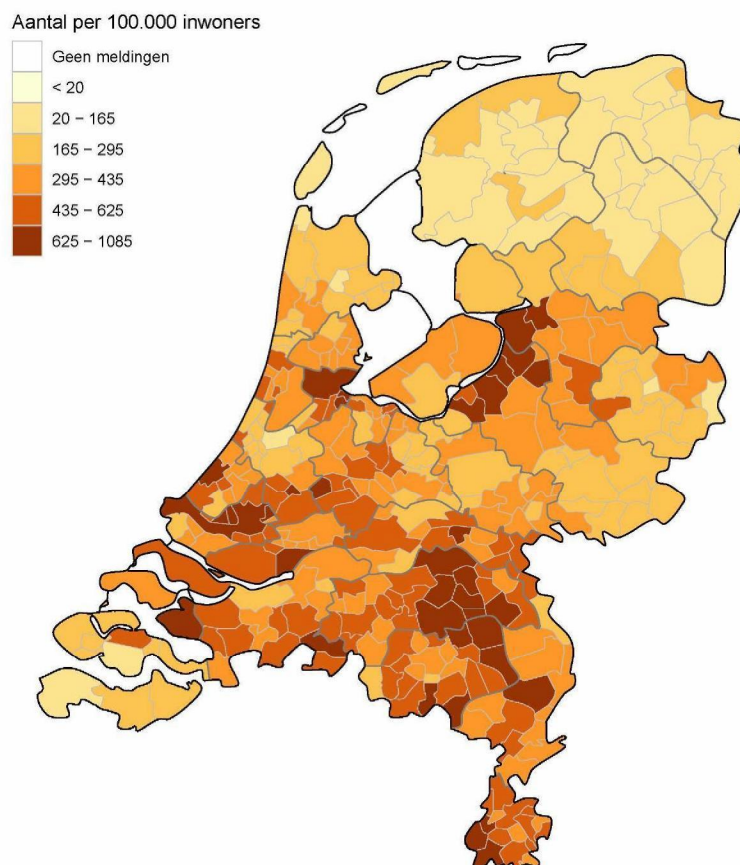 Aantal per 100.000 inwoners
Geen meldingen
< 20
20 − 165
165 − 295
295 − 435
435 − 625
625 − 1085